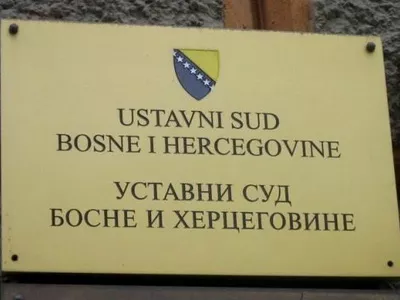 USTAVNI SUD
BOSNE I HERCEGOVINE
УСТАВНИ СУД
БОСНЕ И ХЕРЦЕГОВИНЕ